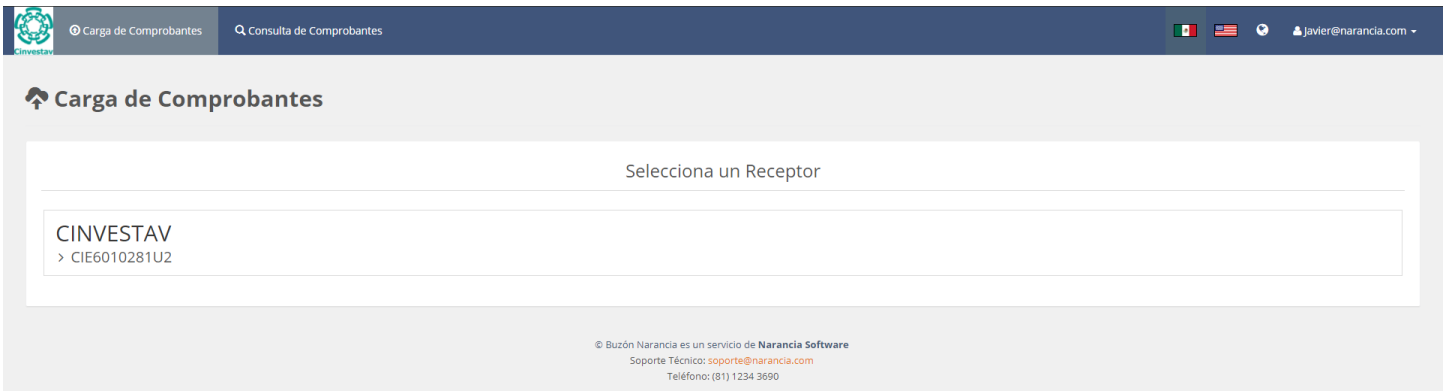 Cinvestav
Carga de Comprobantes
Consulta de Comprobantes
Javier@narancia.com
Carga de Comprobantes
Selecciona un Receptor
CINVESTAV
> CIE6010281U2
© Buzón Narancia es un servicio de Narancia Software
Soporte Técnico: soporte@narancia.com
Teléfono: (81) 1234 3690